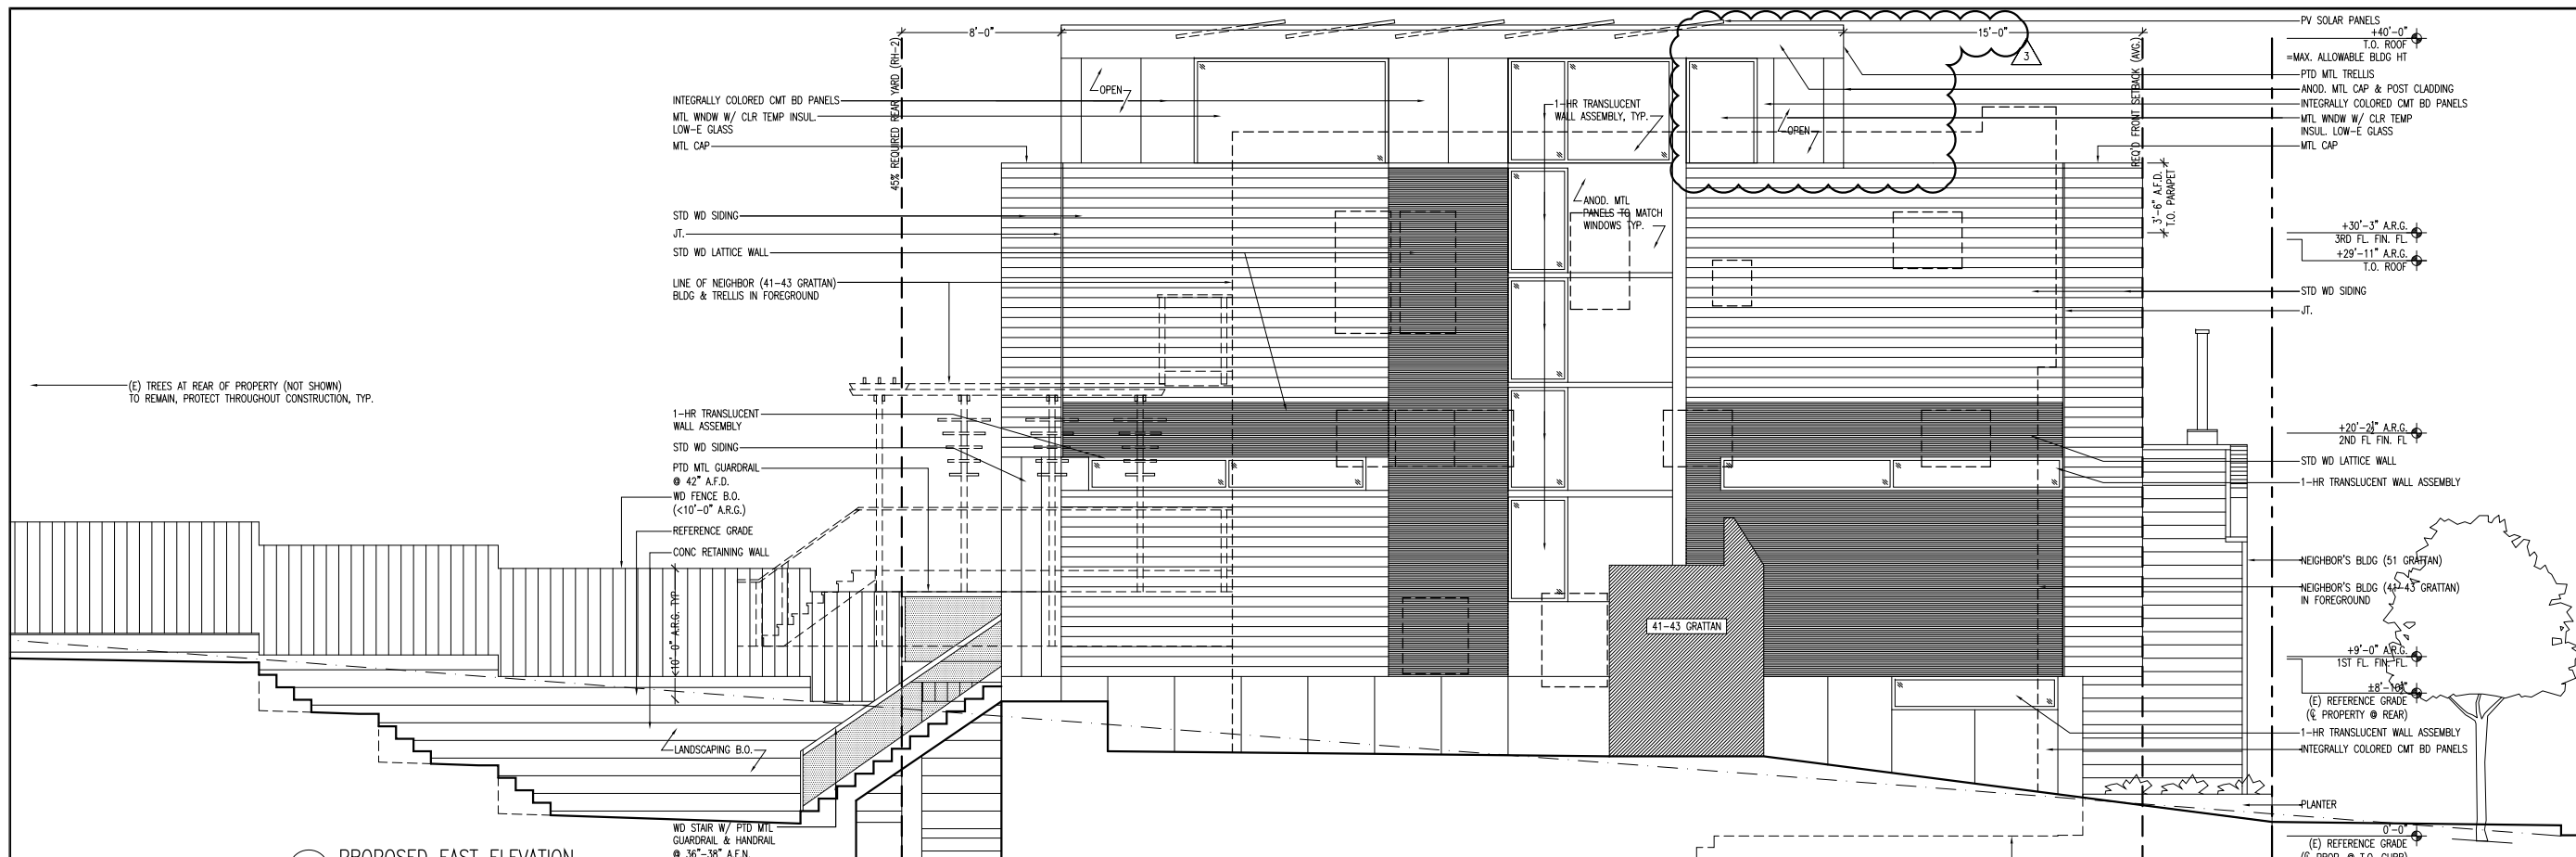 8'-0"
15'-0"
3
45% REQUIRED REAR YARD (RH-2)
REQ'D FRONT SETBACK (AVG.)
INTEGRALLY COLORED CMT BD PANELS
MTL WNDW W/ CLR TEMP INSUL.
LOW-E GLASS
MTL CAP
OPEN
1-HR TRANSLUCENT
WALL ASSEMBLY, TYP.
OPEN
ANOD. MTL
PANELS TO MATCH
WINDOWS TYP.
STD WD SIDING
JT.
STD WD LATTICE WALL
LINE OF NEIGHBOR (41-43 GRATTAN)
BLDG & TRELLIS IN FOREGROUND
(E) TREES AT REAR OF PROPERTY (NOT SHOWN)
TO REMAIN, PROTECT THROUGHOUT CONSTRUCTION, TYP.
1-HR TRANSLUCENT
WALL ASSEMBLY
STD WD SIDING
PTD MTL GUARDRAIL
@ 42" A.F.D.
WD FENCE B.O.
(<10'-0" A.R.G.)
REFERENCE GRADE
CONC RETAINING WALL
<10'-0" A.R.G. TYP
LANDSCAPING B.O.
WD STAIR W/ PTD MTL
GUARDRAIL & HANDRAIL
@ 36"-38" A.F.N.
PROPOSED EAST ELEVATION
41-43 GRATTAN
3'-6" A.F.D.
T.O. PARAPET
PV SOLAR PANELS
+40'-0"
T.O. ROOF
=MAX. ALLOWABLE BLDG HT
PTD MTL TRELLIS
ANOD. MTL CAP & POST CLADDING
INTEGRALLY COLORED CMT BD PANELS
MTL WNDW W/ CLR TEMP
INSUL. LOW-E GLASS
MTL CAP
+30'-3" A.R.G.
3RD FL. FIN. FL.
+29'-11" A.R.G.
T.O. ROOF
STD WD SIDING
JT.
+20'-2½" A.R.G.
2ND FL FIN. FL
STD WD LATTICE WALL
1-HR TRANSLUCENT WALL ASSEMBLY
NEIGHBOR'S BLDG (51 GRATTAN)
NEIGHBOR'S BLDG (41-43 GRATTAN)
IN FOREGROUND
+9'-0" A.R.G.
1ST FL. FIN. FL.
(E) REFERENCE GRADE
(℄ PROPERTY @ REAR)
1-HR TRANSLUCENT WALL ASSEMBLY
INTEGRALLY COLORED CMT BD PANELS
PLANTER
0'-0"
(E) REFERENCE GRADE
(℄ PROP. @ T.O. CURB)